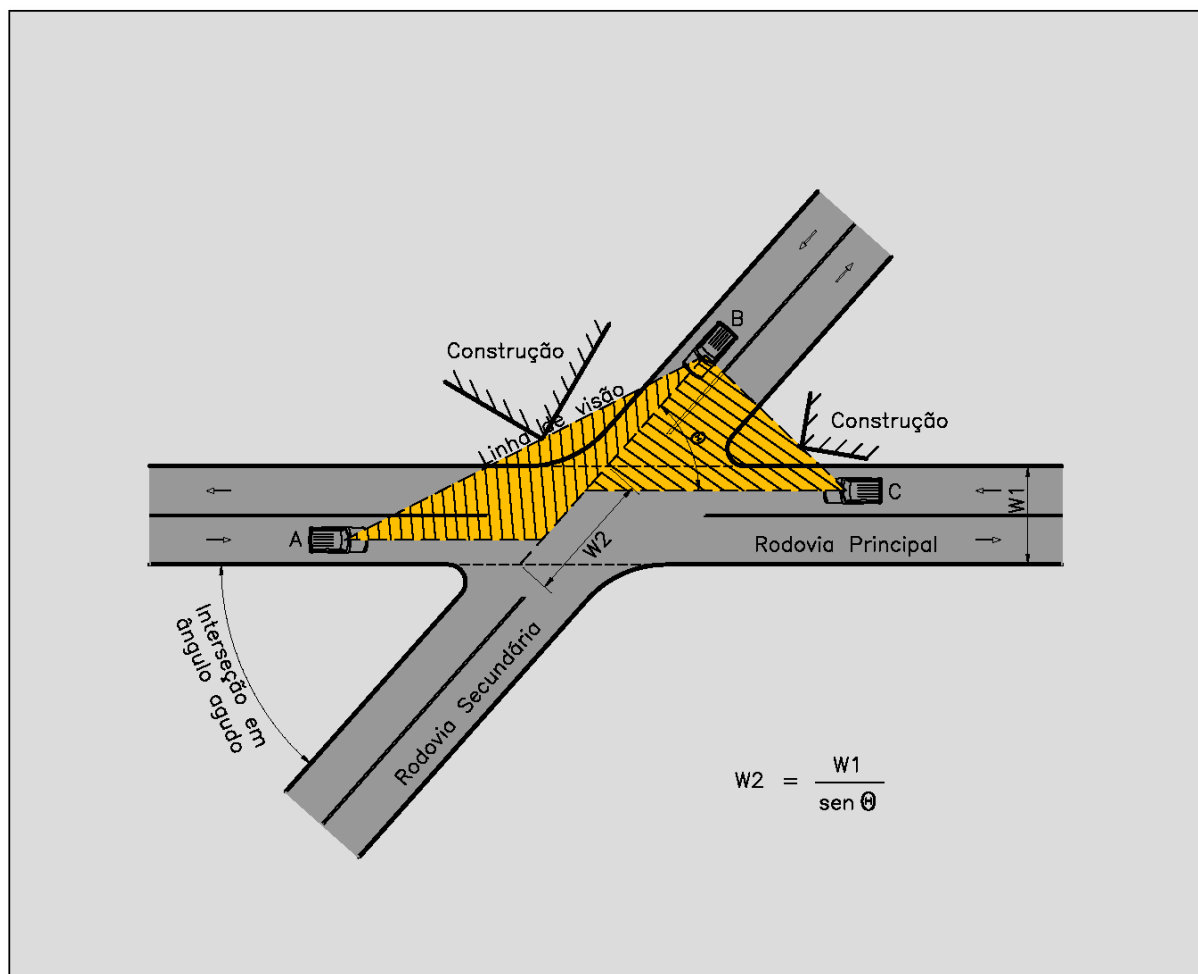 B
Construção
Linha de visão
Construção
Θ
C
W1
A
W2
Rodovia Principal
Interseção em
ângulo agudo
Rodovia Secundária
W2 = W1
sen Θ